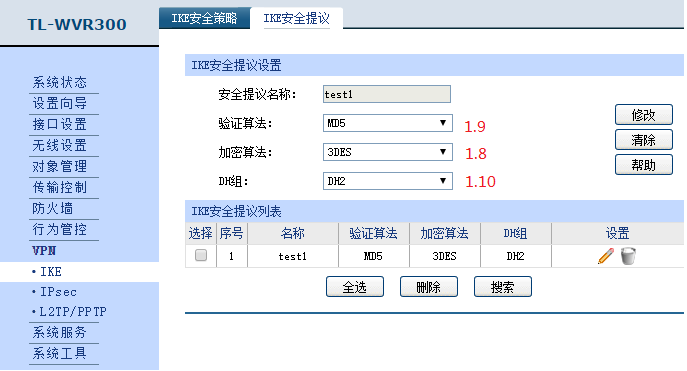 TL-WVR300
IKE安全策略 IKE安全提议
系统状态
设置向导
接口设置
无线设置
对象管理
传输控制
防火墙
行为管控
VPN
·IKE
·IPsec
·L2TP/PPTP
系统服务
系统工具
IKE安全提议设置
安全提议名称: test1
验证算法: MD5 1.9
加密算法: 3DES 1.8
DH组: DH2 1.10
修改
清除
帮助
IKE安全提议列表
选择 序号 名称 验证算法 加密算法 DH组 设置
1 test1 MD5 3DES DH2
全选 删除 搜索